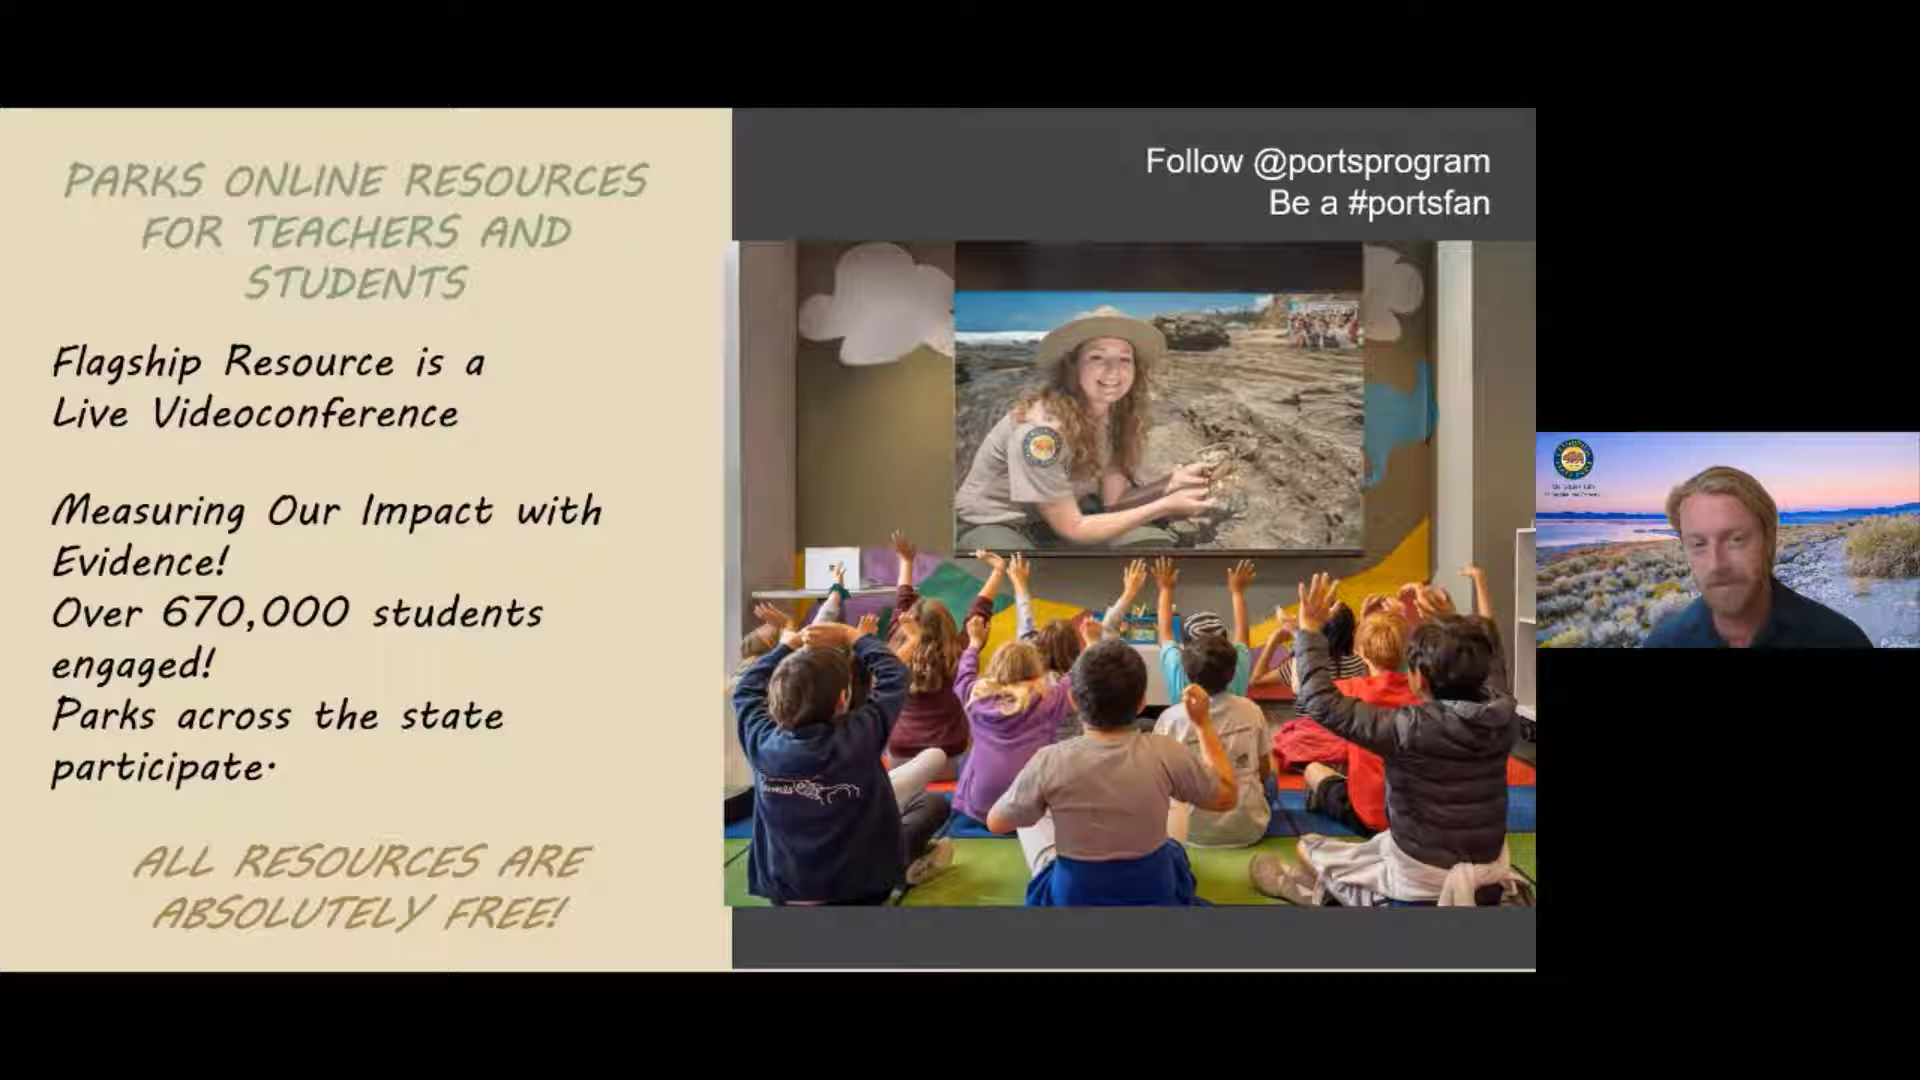 PARKS ONLINE RESOURCES
FOR TEACHERS AND
STUDENTS
Flagship Resource is a
Live Videoconference
Measuring Our Impact with
Evidence!
Over 670,000 students
engaged!
Parks across the state
participate.
ALL RESOURCES ARE
ABSOLUTELY FREE!
Follow @portsprogram
Be a #portsfan